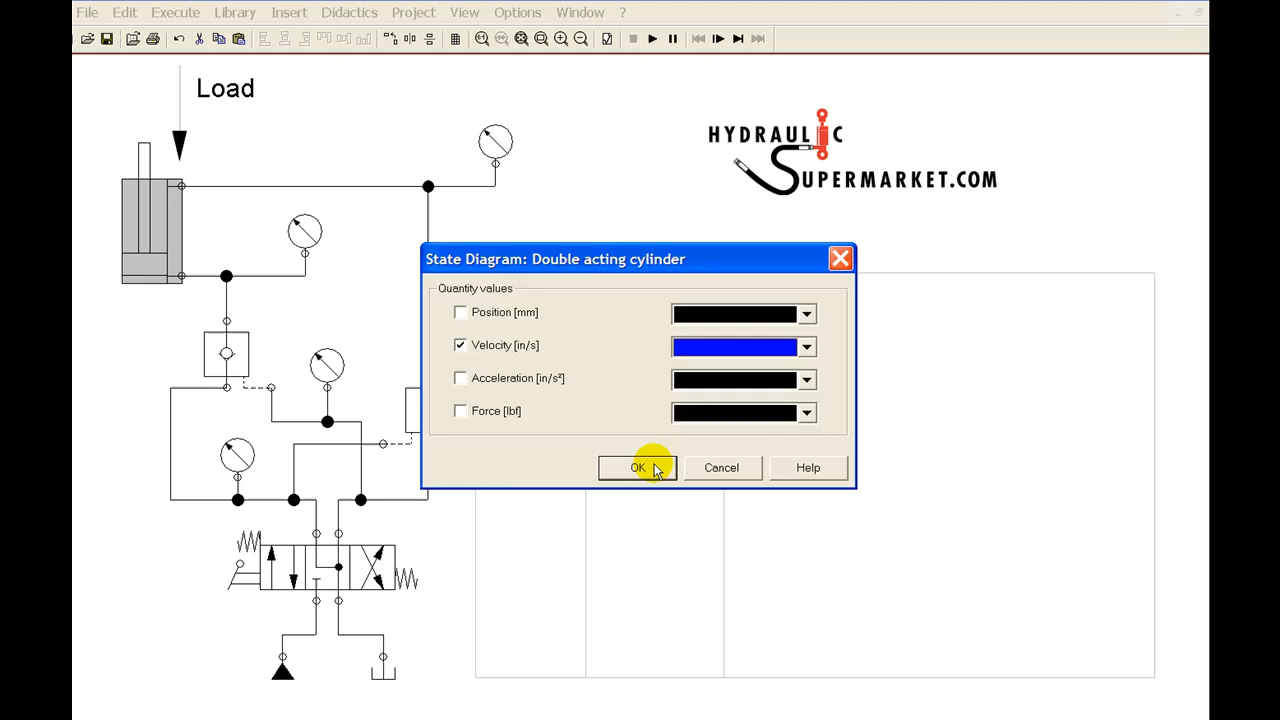 File Edit Execute Library Insert Didactics Project View Options Window ?
Load
HYDRAULIC
SUPERMARKET.COM
State Diagram: Double acting cylinder
Quantity values
Position [mm]
Velocity [in/s]
Acceleration [in/s²]
Force [lbf]
OK Cancel Help